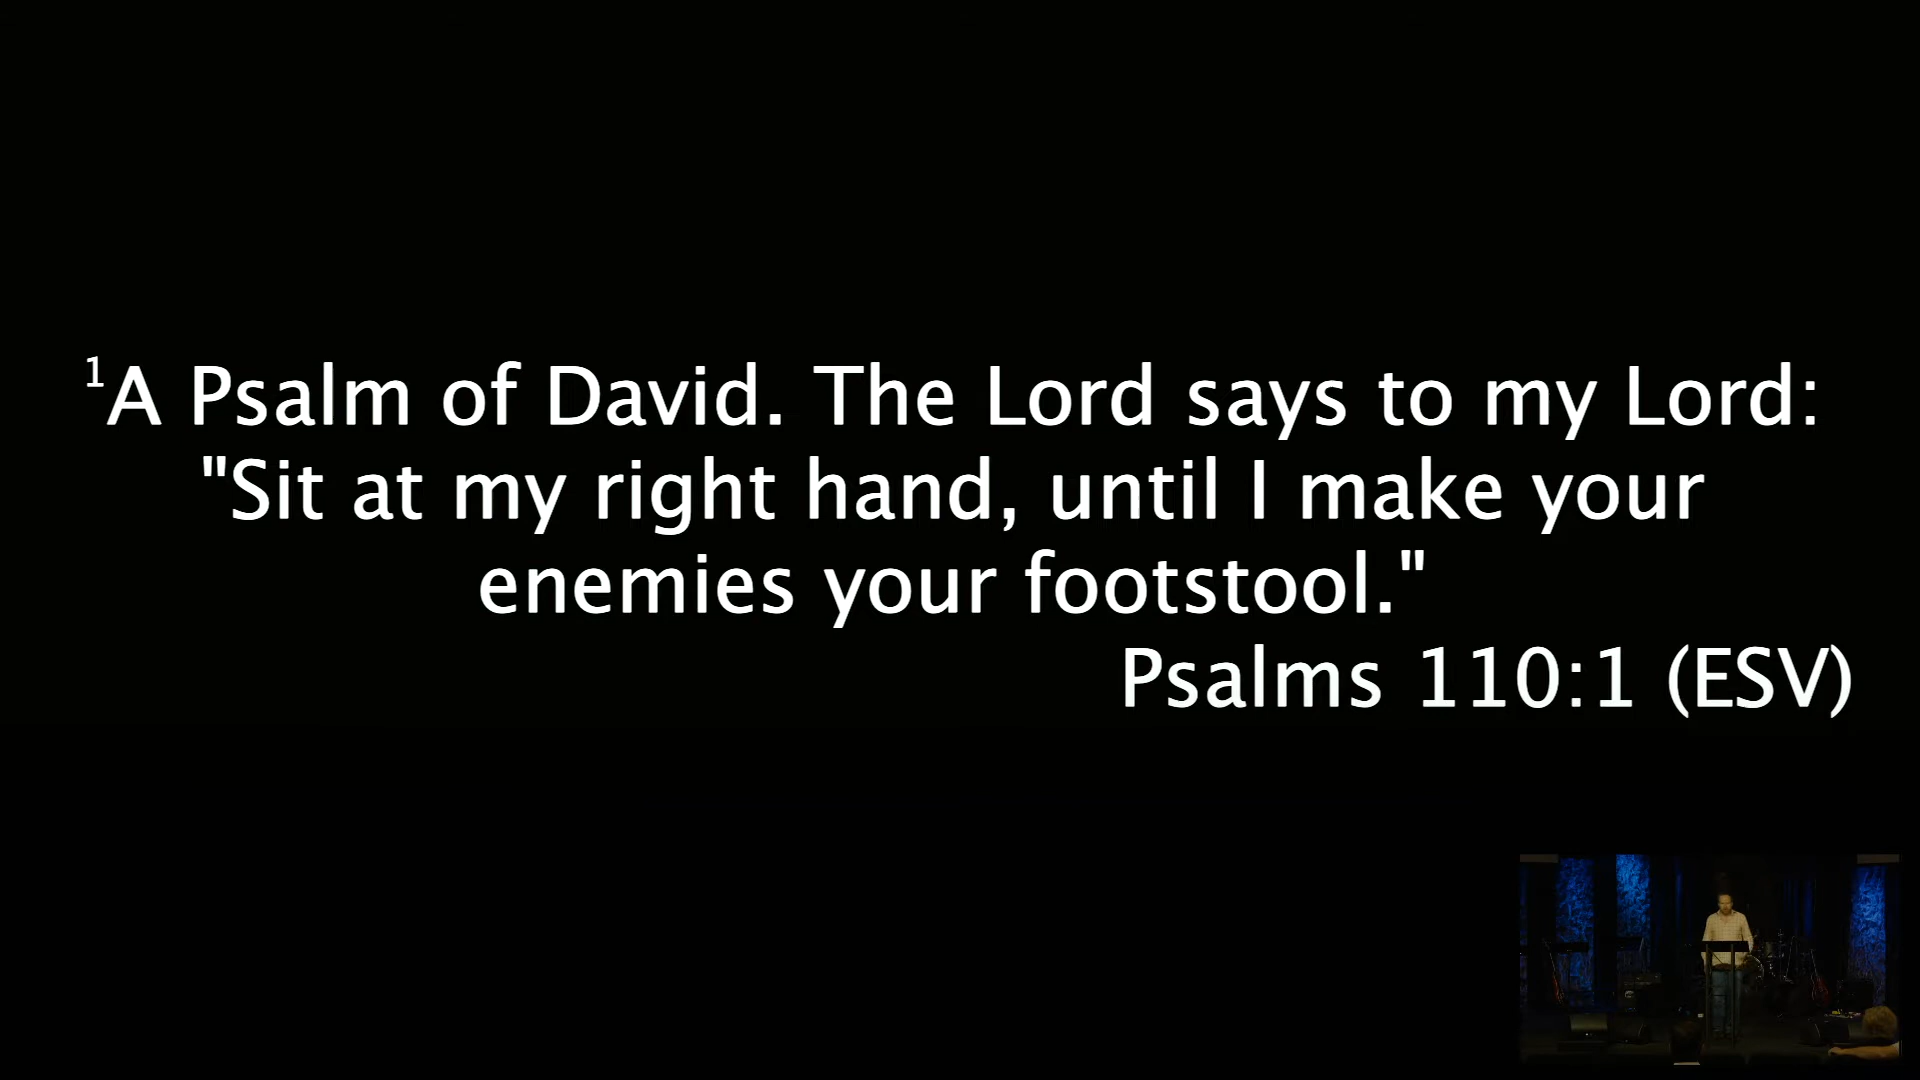 ¹A Psalm of David. The Lord says to my Lord:
"Sit at my right hand, until I make your
enemies your footstool."
Psalms 110:1 (ESV)